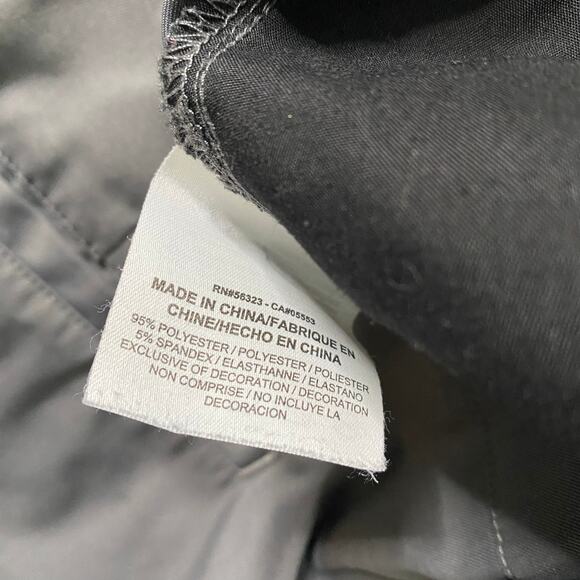 RN#56323 - CA#05553
MADE IN CHINA/FABRIQUE EN
CHINE/HECHO EN CHINA
95% POLYESTER / POLYESTER / POLIESTER
5% SPANDEX / ELASTHANNE / ELASTANO
EXCLUSIVE OF DECORATION / DECORATION
NON COMPRISE / NO INCLUYE LA
DECORACION